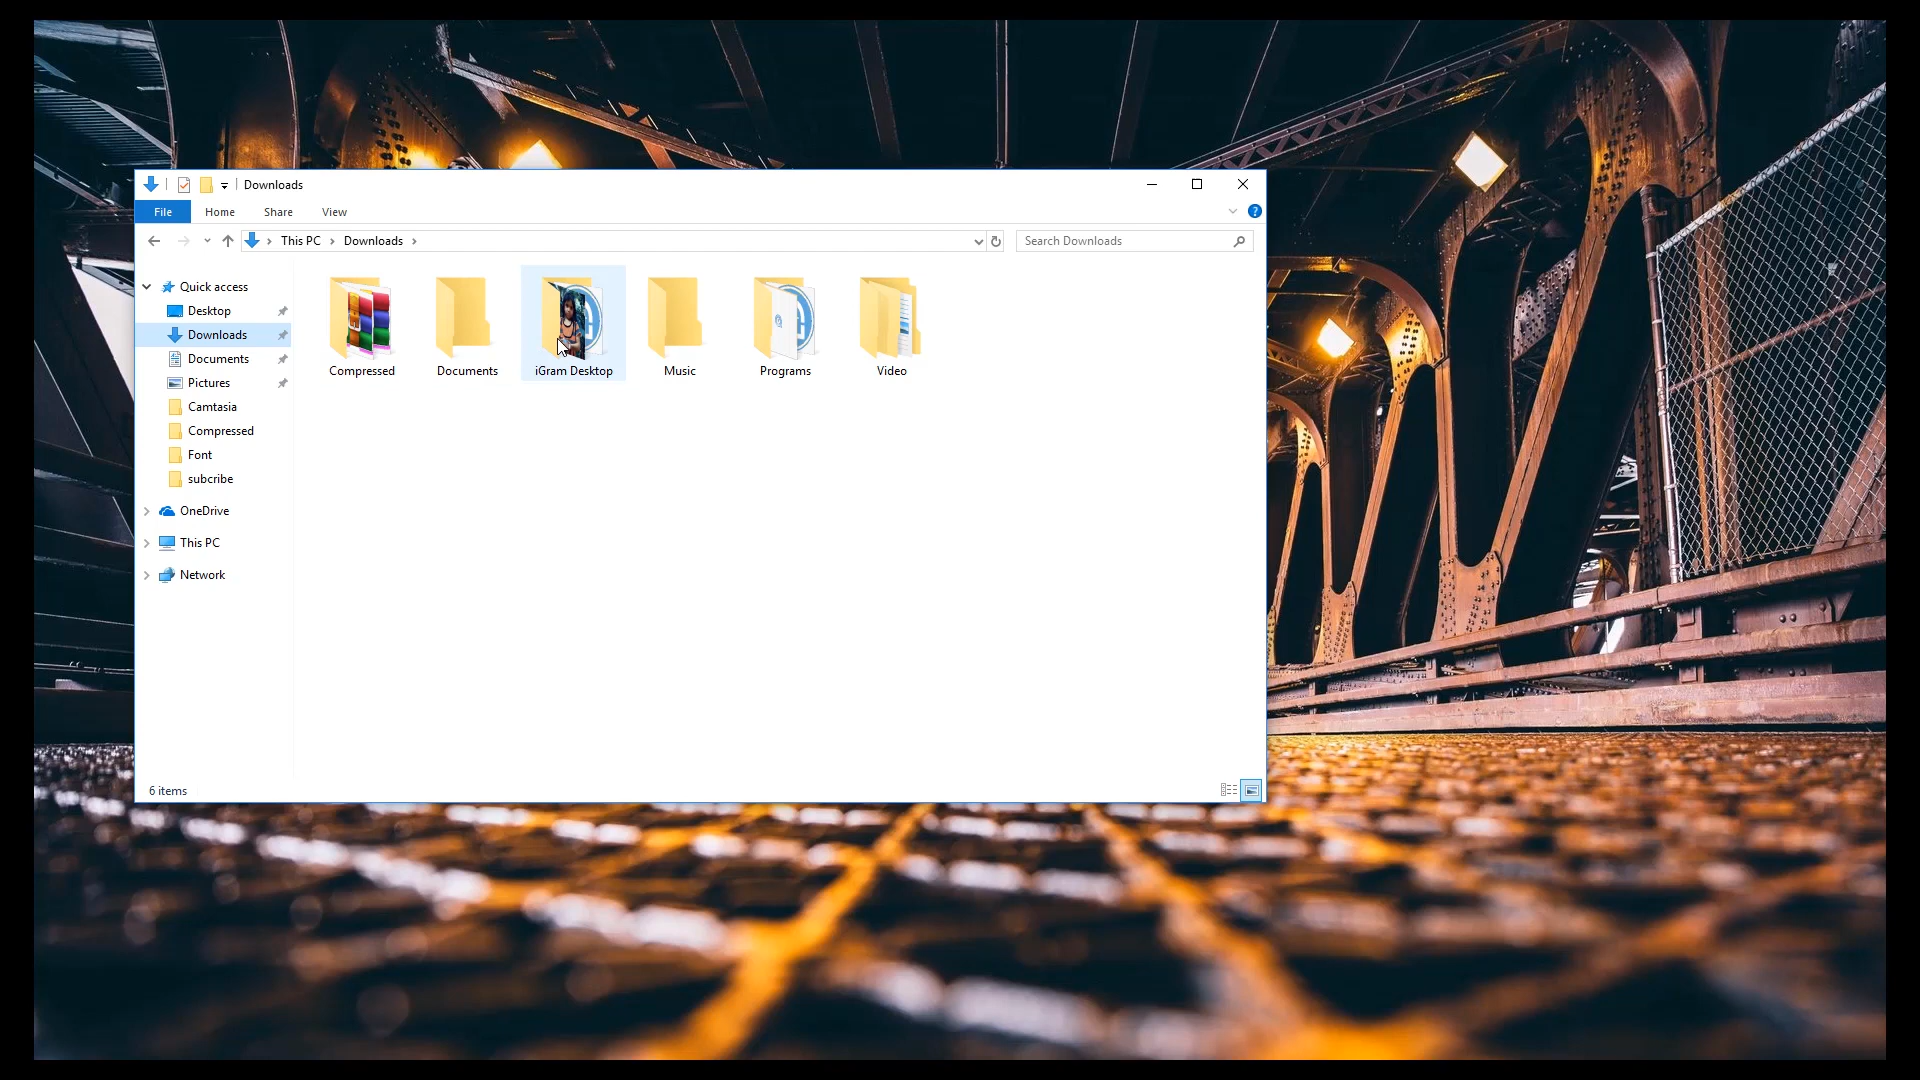 Downloads
File Home Share View
This PC Downloads
Search Downloads
Quick access
Desktop
Downloads
Documents
Pictures
Camtasia
Compressed
Font
subcribe
OneDrive
This PC
Network
Compressed Documents iGram Desktop Music Programs Video
6 items